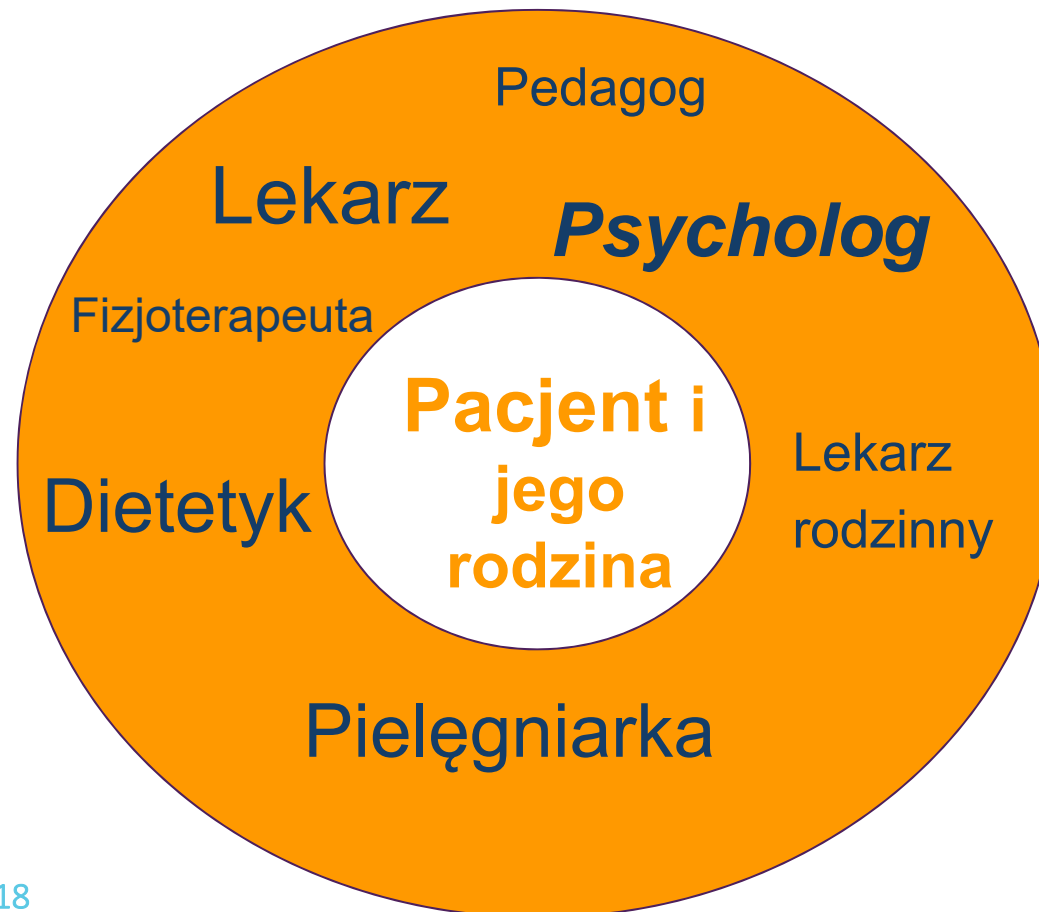 Pedagog
Lekarz
Psycholog
Fizjoterapeuta
Pacjent i
jego
rodzina
Lekarz
rodzinny
Dietetyk
Pielęgniarka
18